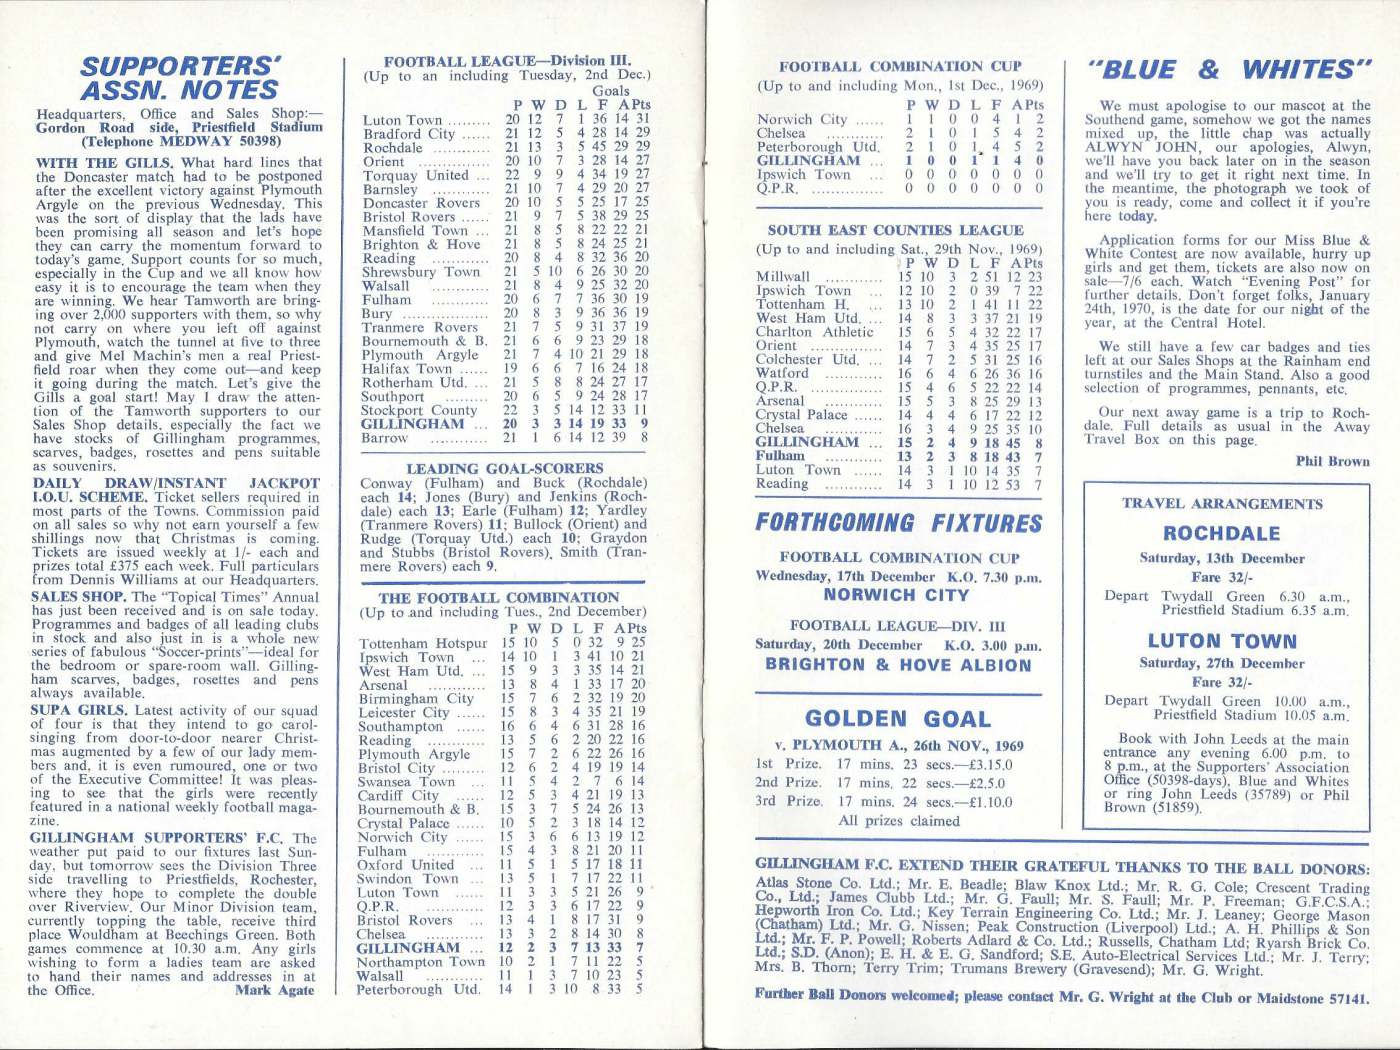 SUPPORTERS'
ASSN. NOTES
Headquarters, Office and Sales Shop:—
Gordon Road side, Priestfield Stadium
(Telephone MEDWAY 50398)
WITH THE GILLS. What hard lines that
the Doncaster match had to be postponed
after the excellent victory against Plymouth
Argyle on the previous Wednesday. This
was the sort of display that the lads have
been promising all season and let's hope
they can carry the momentum forward to
today's game. Support counts for so much,
especially in the Cup and we all know how
easy it is to encourage the team when they
are winning. We hear Tamworth are bring-
ing over 2,000 supporters with them, so why
not carry on where you left off against
Plymouth, watch the tunnel at five to three
and give Mel Machin's men a real Priest-
field roar when they come out—and keep
it going during the match. Let's give the
Gills a goal start! May I draw the atten-
tion of the Tamworth supporters to our
Sales Shop details, especially the fact we
have stocks of Gillingham programmes,
scarves, badges, rosettes and pens suitable
as souvenirs.
DAILY DRAW/INSTANT JACKPOT
I.O.U. SCHEME. Ticket sellers required in
most parts of the Towns. Commission paid
on all sales so why not earn yourself a few
shillings now that Christmas is coming.
Tickets are issued weekly at 1/- each and
prizes total £375 each week. Full particulars
from Dennis Williams at our Headquarters.
SALES SHOP. The "Topical Times" Annual
has just been received and is on sale today.
Programmes and badges of all leading clubs
in stock and also just in is a whole new
series of fabulous "Soccer-prints"—ideal for
the bedroom or spare-room wall. Gilling-
ham scarves, badges, rosettes and pens
always available.
SUPA GIRLS. Latest activity of our squad
of four is that they intend to go carol-
singing from door-to-door nearer Christ-
mas augmented by a few of our lady mem-
bers and, it is even rumoured, one or two
of the Executive Committee! It was pleas-
ing to see that the girls were recently
featured in a national weekly football maga-
zine.
GILLINGHAM SUPPORTERS' F.C. The
weather put paid to our fixtures last Sun-
day, but tomorrow sees the Division Three
side travelling to Priestfields, Rochester,
where they hope to complete the double
over Riverview. Our Minor Division team,
currently topping the table, receive third
place Wouldham at Beechings Green. Both
games commence at 10.30 a.m. Any girls
wishing to form a ladies team are asked
to hand their names and addresses in at
the Office. Mark Agate
FOOTBALL LEAGUE—Division III.
(Up to an including Tuesday, 2nd Dec.)
Goals
P W D L F A Pts
Luton Town ......... 20 12 7 1 36 14 31
Bradford City ...... 21 12 5 4 28 14 29
Rochdale ............ 21 13 3 5 45 29 29
Orient ............... 20 10 7 3 28 14 27
Torquay United ... 22 9 9 4 34 19 27
Barnsley ............ 21 10 7 4 29 20 27
Doncaster Rovers 20 10 5 5 25 17 25
Bristol Rovers ...... 21 9 7 5 38 29 25
Mansfield Town ... 21 8 5 8 22 22 21
Brighton & Hove 21 8 5 8 24 25 21
Reading ............ 20 8 4 8 32 36 20
Shrewsbury Town 21 5 10 6 26 30 20
Walsall ............ 21 8 4 9 25 32 20
Fulham ............ 20 6 7 7 36 30 19
Bury ............... 20 8 3 9 36 36 19
Tranmere Rovers 21 7 5 9 31 37 19
Bournemouth & B. 21 6 6 9 23 29 18
Plymouth Argyle 21 7 4 10 21 29 18
Halifax Town ...... 19 6 6 7 16 24 18
Rotherham Utd. ... 21 5 8 8 24 27 17
Southport ......... 20 6 5 9 24 28 17
Stockport County 22 3 5 14 12 33 11
GILLINGHAM ... 20 3 3 14 19 33 9
Barrow ............ 21 1 6 14 12 39 8
LEADING GOAL-SCORERS
Conway (Fulham) and Buck (Rochdale)
each 14; Jones (Bury) and Jenkins (Roch-
dale) each 13; Earle (Fulham) 12; Yardley
(Tranmere Rovers) 11; Bullock (Orient) and
Rudge (Torquay Utd.) each 10; Graydon
and Stubbs (Bristol Rovers), Smith (Tran-
mere Rovers) each 9.
THE FOOTBALL COMBINATION
(Up to and including Tues., 2nd December)
P W D L F A Pts
Tottenham Hotspur 15 10 5 0 32 9 25
Ipswich Town ... 14 10 1 3 41 10 21
West Ham Utd. ... 15 9 3 3 35 14 21
Arsenal ............ 13 8 4 1 33 17 20
Birmingham City 15 7 6 2 32 19 20
Leicester City ...... 15 8 3 4 35 21 19
Southampton ...... 16 6 4 6 31 28 16
Reading ............ 13 5 6 2 20 22 16
Plymouth Argyle 15 7 2 6 22 26 16
Bristol City ......... 12 6 2 4 19 19 14
Swansea Town ... 11 5 4 2 7 6 14
Cardiff City ...... 12 5 3 4 21 19 13
Bournemouth & B. 15 3 7 5 24 26 13
Crystal Palace ...... 10 5 2 3 18 14 12
Norwich City ...... 15 3 6 6 13 19 12
Fulham ............ 15 4 3 8 21 20 11
Oxford United ... 11 5 1 5 17 18 11
Swindon Town ... 13 5 1 7 17 22 11
Luton Town ...... 11 3 3 5 21 26 9
Q.P.R. ............ 12 3 3 6 17 22 9
Bristol Rovers ... 13 4 1 8 17 31 9
Chelsea ............ 13 3 2 8 14 30 8
GILLINGHAM ... 12 2 3 7 13 33 7
Northampton Town 10 2 1 7 11 22 5
Walsall ............ 11 1 3 7 10 23 5
Peterborough Utd. 14 1 3 10 8 33 5
FOOTBALL COMBINATION CUP
(Up to and including Mon., 1st Dec., 1969)
P W D L F A Pts
Norwich City ...... 1 1 0 0 4 1 2
Chelsea ............ 2 1 0 1 5 4 2
Peterborough Utd. 2 1 0 1 4 5 2
GILLINGHAM ... 1 0 0 1 1 4 0
Ipswich Town ... 0 0 0 0 0 0 0
Q.P.R. ............... 0 0 0 0 0 0 0
SOUTH EAST COUNTIES LEAGUE
(Up to and including Sat., 29th Nov., 1969)
P W D L F A Pts
Millwall ............ 15 10 3 2 51 12 23
Ipswich Town ... 12 10 2 0 39 7 22
Tottenham H. ... 13 10 2 1 41 11 22
West Ham Utd. ... 14 8 3 3 37 21 19
Charlton Athletic 15 6 5 4 32 22 17
Orient ............... 14 7 3 4 35 25 17
Colchester Utd. ... 14 7 2 5 31 25 16
Watford ............ 16 6 4 6 26 36 16
Q.P.R. ............ 15 4 6 5 22 22 14
Arsenal ............ 15 5 3 8 25 29 13
Crystal Palace ...... 14 4 4 6 17 22 12
Chelsea ............ 16 3 4 9 25 35 10
GILLINGHAM ... 15 2 4 9 18 45 8
Fulham ............ 13 2 3 8 18 43 7
Luton Town ...... 14 3 1 10 14 35 7
Reading ............ 14 3 1 10 12 53 7
FORTHCOMING FIXTURES
FOOTBALL COMBINATION CUP
Wednesday, 17th December K.O. 7.30 p.m.
NORWICH CITY
FOOTBALL LEAGUE—DIV. III
Saturday, 20th December K.O. 3.00 p.m.
BRIGHTON & HOVE ALBION
GOLDEN GOAL
v. PLYMOUTH A., 26th NOV., 1969
1st Prize. 17 mins. 23 secs.—£3.15.0
2nd Prize. 17 mins. 22 secs.—£2.5.0
3rd Prize. 17 mins. 24 secs.—£1.10.0
All prizes claimed
"BLUE & WHITES"
We must apologise to our mascot at the
Southend game, somehow we got the names
mixed up, the little chap was actually
ALWYN JOHN, our apologies, Alwyn,
we'll have you back later on in the season
and we'll try to get it right next time. In
the meantime, the photograph we took of
you is ready, come and collect it if you're
here today.
Application forms for our Miss Blue &
White Contest are now available, hurry up
girls and get them, tickets are also now on
sale—7/6 each. Watch "Evening Post" for
further details. Don't forget folks, January
24th, 1970, is the date for our night of the
year, at the Central Hotel.
We still have a few car badges and ties
left at our Sales Shops at the Rainham end
turnstiles and the Main Stand. Also a good
selection of programmes, pennants, etc.
Our next away game is a trip to Roch-
dale. Full details as usual in the Away
Travel Box on this page.
Phil Brown
TRAVEL ARRANGEMENTS
ROCHDALE
Saturday, 13th December
Fare 32/-
Depart Twydall Green 6.30 a.m.,
Priestfield Stadium 6.35 a.m.
LUTON TOWN
Saturday, 27th December
Fare 32/-
Depart Twydall Green 10.00 a.m.,
Priestfield Stadium 10.05 a.m.
Book with John Leeds at the main
entrance any evening 6.00 p.m. to
8 p.m., at the Supporters' Association
Office (50398-days), Blue and Whites
or ring John Leeds (35789) or Phil
Brown (51859).
GILLINGHAM F.C. EXTEND THEIR GRATEFUL THANKS TO THE BALL DONORS:
Atlas Stone Co. Ltd.; Mr. E. Beadle; Blaw Knox Ltd.; Mr. R. G. Cole; Crescent Trading
Co., Ltd.; James Clubb Ltd.; Mr. G. Faull; Mr. S. Faull; Mr. P. Freeman; G.F.C.S.A.;
Hepworth Iron Co. Ltd.; Key Terrain Engineering Co. Ltd.; Mr. J. Leaney; George Mason
(Chatham) Ltd.; Mr. G. Nissen; Peak Construction (Liverpool) Ltd.; A. H. Phillips & Son
Ltd.; Mr. F. P. Powell; Roberts Adlard & Co. Ltd.; Russells, Chatham Ltd; Ryarsh Brick Co.
Ltd.; S.D. (Anon); E. H. & E. G. Sandford; S.E. Auto-Electrical Services Ltd.; Mr. J. Terry;
Mrs. B. Thorn; Terry Trim; Trumans Brewery (Gravesend); Mr. G. Wright.
Further Ball Donors welcomed; please contact Mr. G. Wright at the Club or Maidstone 57141.